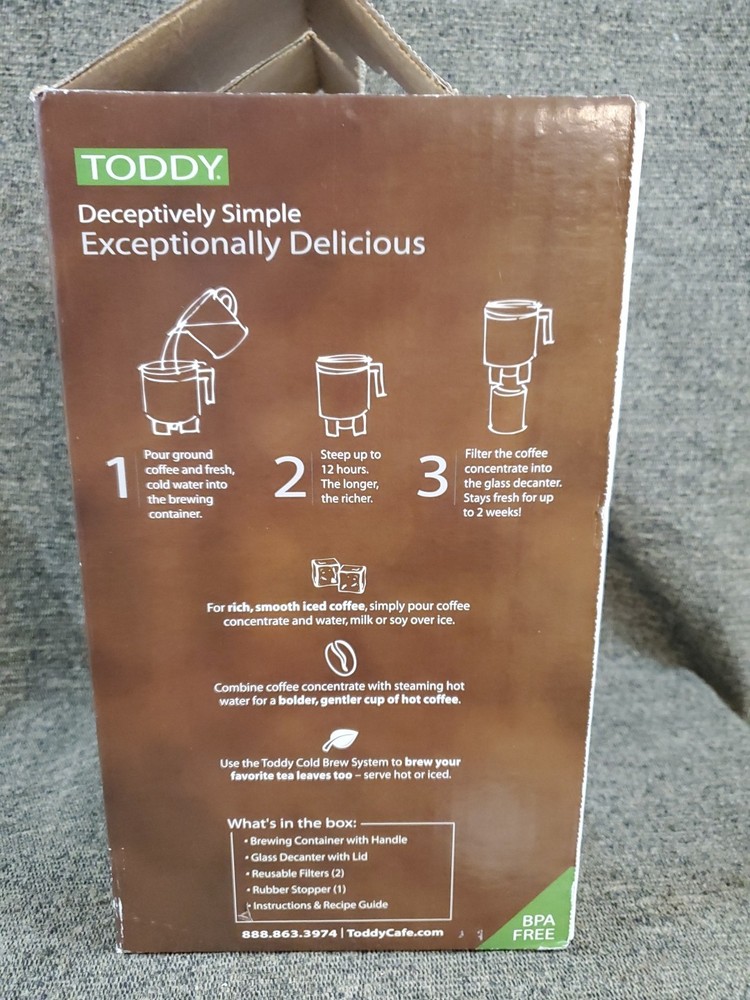 TODDY.
Deceptively Simple
Exceptionally Delicious
1
Pour ground
coffee and fresh,
cold water into
the brewing
container.
2
Steep up to
12 hours.
The longer,
the richer.
3
Filter the coffee
concentrate into
the glass decanter.
Stays fresh for up
to 2 weeks!
For rich, smooth iced coffee, simply pour coffee
concentrate and water, milk or soy over ice.
Combine coffee concentrate with steaming hot
water for a bolder, gentler cup of hot coffee.
Use the Toddy Cold Brew System to brew your
favorite tea leaves too – serve hot or iced.
What's in the box:
• Brewing Container with Handle
• Glass Decanter with Lid
• Reusable Filters (2)
• Rubber Stopper (1)
• Instructions & Recipe Guide
888.863.3974 | ToddyCafe.com
BPA
FREE